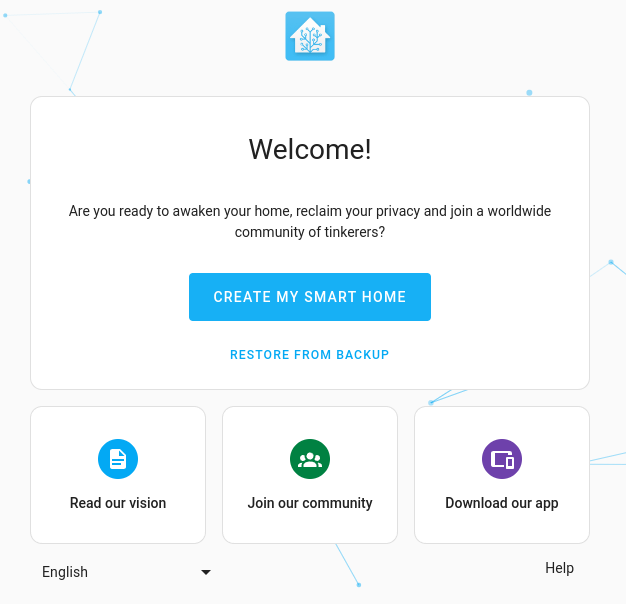 Welcome!
Are you ready to awaken your home, reclaim your privacy and join a worldwide
community of tinkerers?
CREATE MY SMART HOME
RESTORE FROM BACKUP
Read our vision
Join our community
Download our app
English
Help